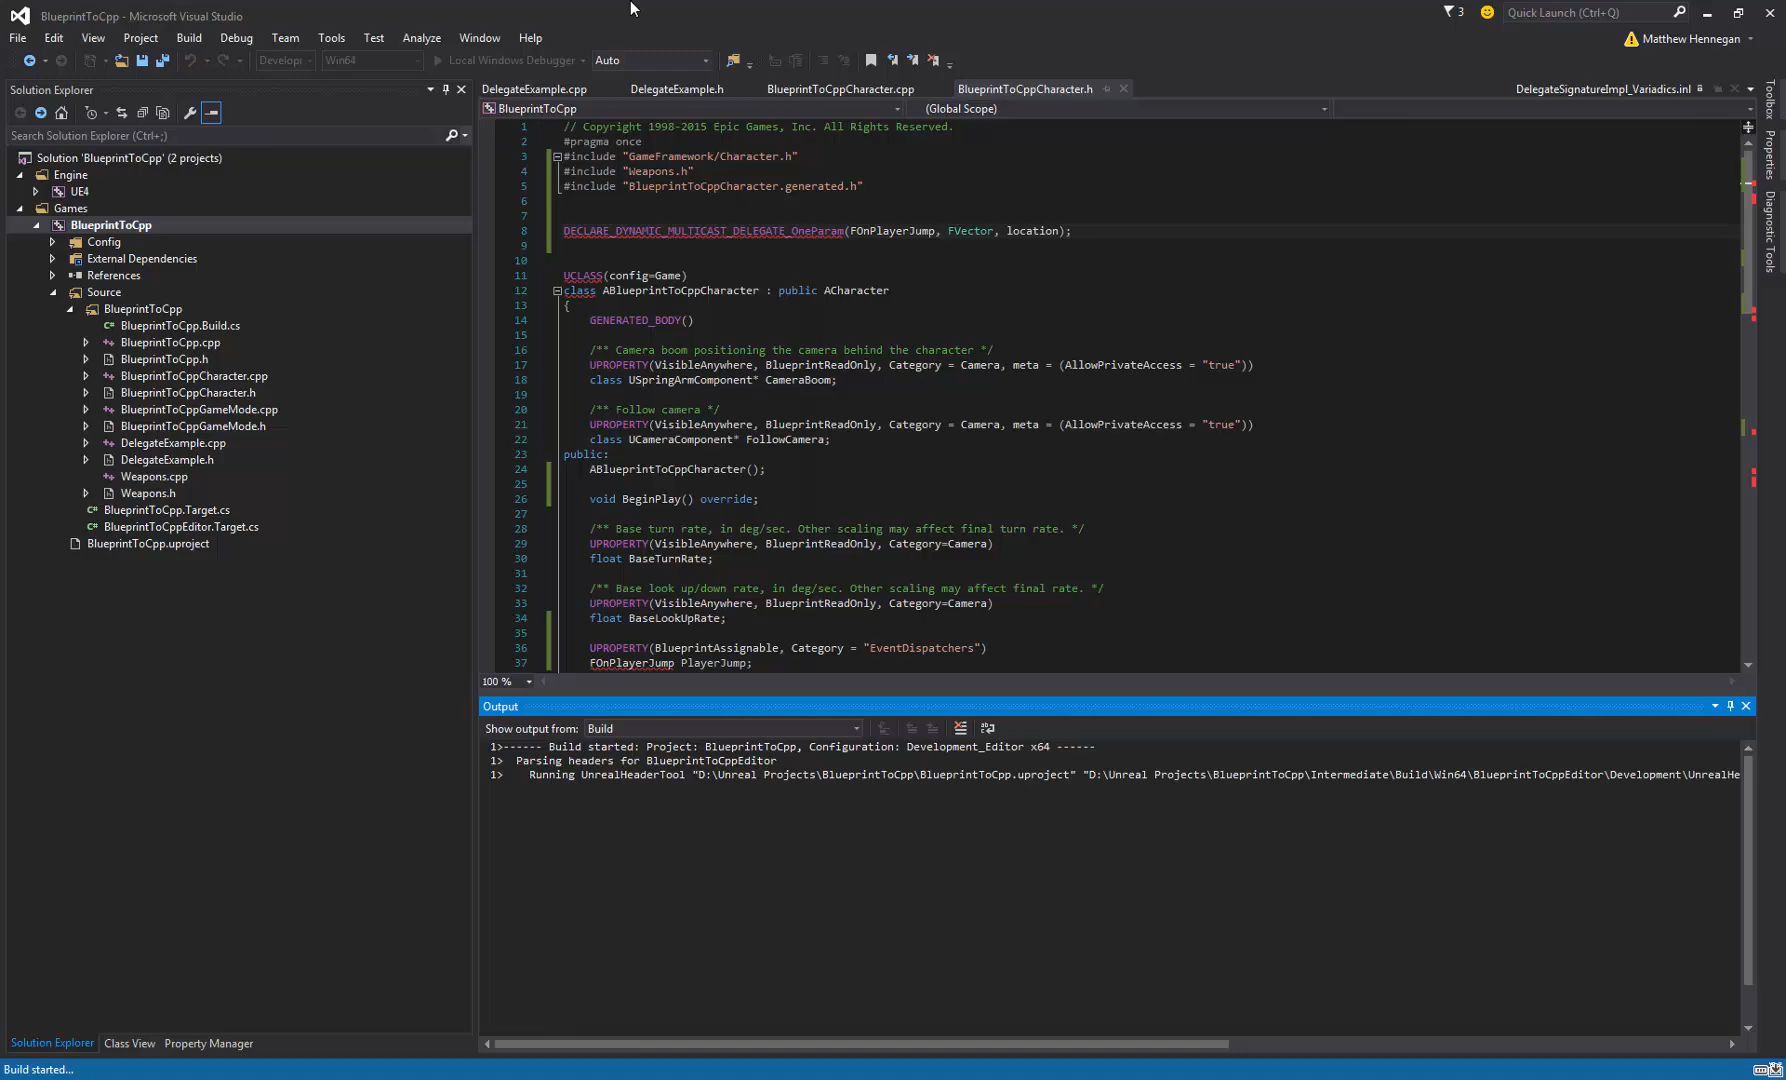 BlueprintToCpp - Microsoft Visual Studio
3
Quick Launch (Ctrl+Q)
File Edit View Build Debug Team Tools Test Analyze Window Help
Matthew Hennegan
Develop
Win64
Local Windows Debugger
Auto
Solution Explorer
Search Solution Explorer (Ctrl+;)
Solution 'BlueprintToCpp' (2 projects)
Engine
UE4
Games
BlueprintToCpp
Config
External Dependencies
References
Source
BlueprintToCpp
BlueprintToCpp.Build.cs
BlueprintToCpp.cpp
BlueprintToCpp.h
BlueprintToCppCharacter.cpp
BlueprintToCppCharacter.h
BlueprintToCppGameMode.cpp
BlueprintToCppGameMode.h
DelegateExample.cpp
DelegateExample.h
Weapons.cpp
Weapons.h
BlueprintToCpp.Target.cs
BlueprintToCppEditor.Target.cs
BlueprintToCpp.uproject
Solution Explorer Class View Property Manager
DelegateExample.cpp DelegateExample.h BlueprintToCppCharacter.cpp BlueprintToCppCharacter.h DelegateSignatureImpl_Variadics.inl
BlueprintToCpp (Global Scope)
1 // Copyright 1998-2015 Epic Games, Inc. All Rights Reserved.
2 #pragma once
3 #include "GameFramework/Character.h"
4 #include "Weapons.h"
5 #include "BlueprintToCppCharacter.generated.h"
6
7
8 DECLARE_DYNAMIC_MULTICAST_DELEGATE_OneParam(FOnPlayerJump, FVector, location);
9
10
11 UCLASS(config=Game)
12 class ABlueprintToCppCharacter : public ACharacter
13 {
14 GENERATED_BODY()
15
16 /** Camera boom positioning the camera behind the character */
17 UPROPERTY(VisibleAnywhere, BlueprintReadOnly, Category = Camera, meta = (AllowPrivateAccess = "true"))
18 class USpringArmComponent* CameraBoom;
19
20 /** Follow camera */
21 UPROPERTY(VisibleAnywhere, BlueprintReadOnly, Category = Camera, meta = (AllowPrivateAccess = "true"))
22 class UCameraComponent* FollowCamera;
23 public:
24 ABlueprintToCppCharacter();
25
26 void BeginPlay() override;
27
28 /** Base turn rate, in deg/sec. Other scaling may affect final turn rate. */
29 UPROPERTY(VisibleAnywhere, BlueprintReadOnly, Category=Camera)
30 float BaseTurnRate;
31
32 /** Base look up/down rate, in deg/sec. Other scaling may affect final rate. */
33 UPROPERTY(VisibleAnywhere, BlueprintReadOnly, Category=Camera)
34 float BaseLookUpRate;
35
36 UPROPERTY(BlueprintAssignable, Category = "EventDispatchers")
37 FOnPlayerJump PlayerJump;
100 %
Output
Show output from: Build
1>------ Build started: Project: BlueprintToCpp, Configuration: Development_Editor x64 ------
1> Parsing headers for BlueprintToCppEditor
1> Running UnrealHeaderTool "D:\Unreal Projects\BlueprintToCpp\BlueprintToCpp.uproject" "D:\Unreal Projects\BlueprintToCpp\Intermediate\Build\Win64\BlueprintToCppEditor\Development\UnrealHe
Toolbox
Properties
Diagnostic Tools
Build started...